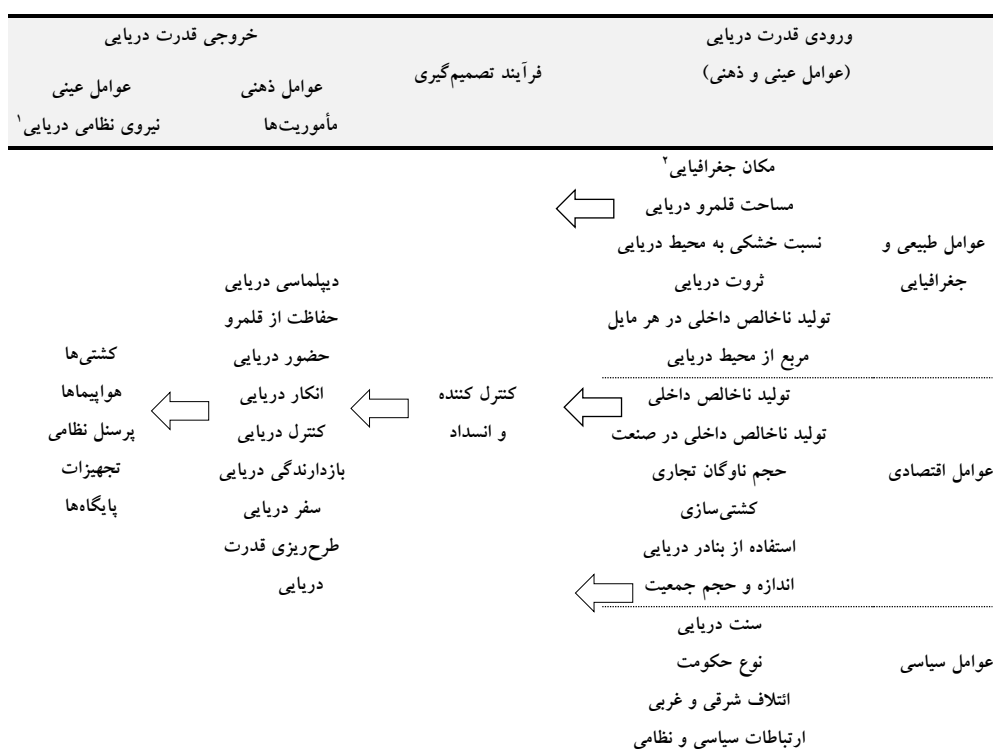 ورودی قدرت دریایی
(عوامل عینی و ذهنی)
فرآیند تصمیم‌گیری
خروجی قدرت دریایی
عوامل ذهنی
مأموریت‌ها
عوامل عینی
نیروی نظامی دریایی۱
عوامل طبیعی و
جغرافیایی
مکان جغرافیایی۲
مساحت قلمرو دریایی
نسبت خشکی به محیط دریایی
ثروت دریایی
تولید ناخالص داخلی در هر مایل
مربع از محیط دریایی
عوامل اقتصادی
تولید ناخالص داخلی
تولید ناخالص داخلی در صنعت
حجم ناوگان تجاری
کشتی‌سازی
استفاده از بنادر دریایی
اندازه و حجم جمعیت
عوامل سیاسی
سنت دریایی
نوع حکومت
ائتلاف شرقی و غربی
ارتباطات سیاسی و نظامی
کنترل کننده
و انسداد
دیپلماسی دریایی
حفاظت از قلمرو
حضور دریایی
انکار دریایی
کنترل دریایی
بازدارندگی دریایی
سفر دریایی
طرح‌ریزی قدرت
دریایی
کشتی‌ها
هواپیماها
پرسنل نظامی
تجهیزات
پایگاه‌ها